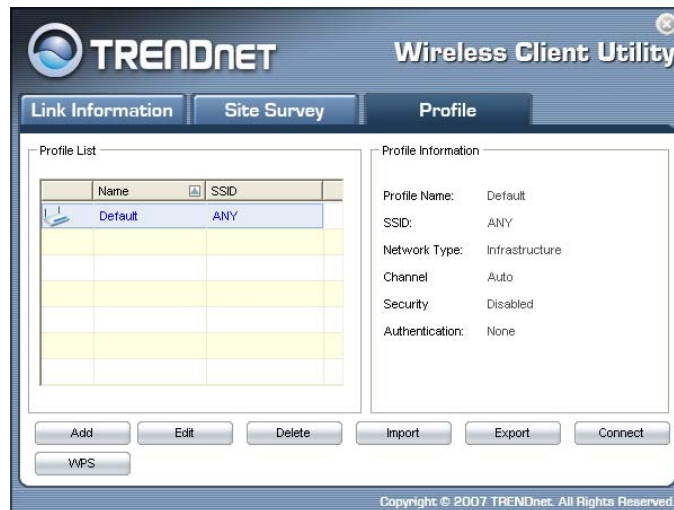 TRENDNET
Wireless Client Utility
Link Information
Site Survey
Profile
Profile List
Name SSID
Default ANY
Profile Information
Profile Name: Default
SSID: ANY
Network Type: Infrastructure
Channel Auto
Security Disabled
Authentication: None
Add Edit Delete Import Export Connect
WPS
Copyright © 2007 TRENDnet. All Rights Reserved